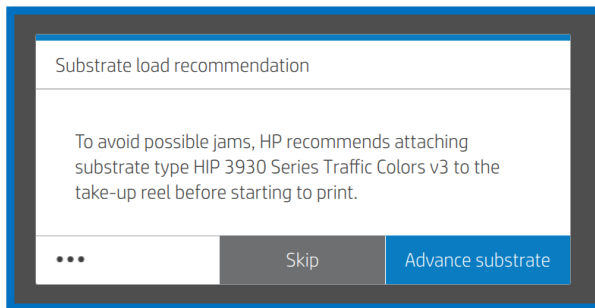 Substrate load recommendation
To avoid possible jams, HP recommends attaching
substrate type HIP 3930 Series Traffic Colors v3 to the
take-up reel before starting to print.
Skip
Advance substrate